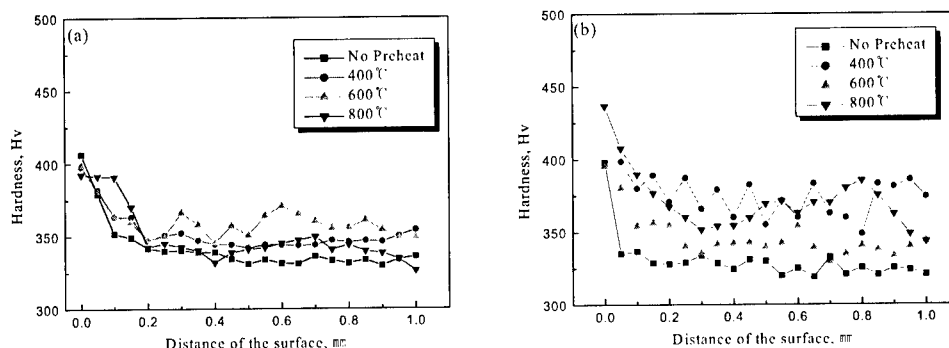 (a)
500
450
400
350
300
Hardness, Hv
No Preheat
400℃
600℃
800℃
0.0 0.2 0.4 0.6 0.8 1.0
Distance of the surface, ㎜
(b)
500
450
400
350
300
Hardness, Hv
No Preheat
400℃
600℃
800℃
0.0 0.2 0.4 0.6 0.8 1.0
Distance of the surface, ㎜